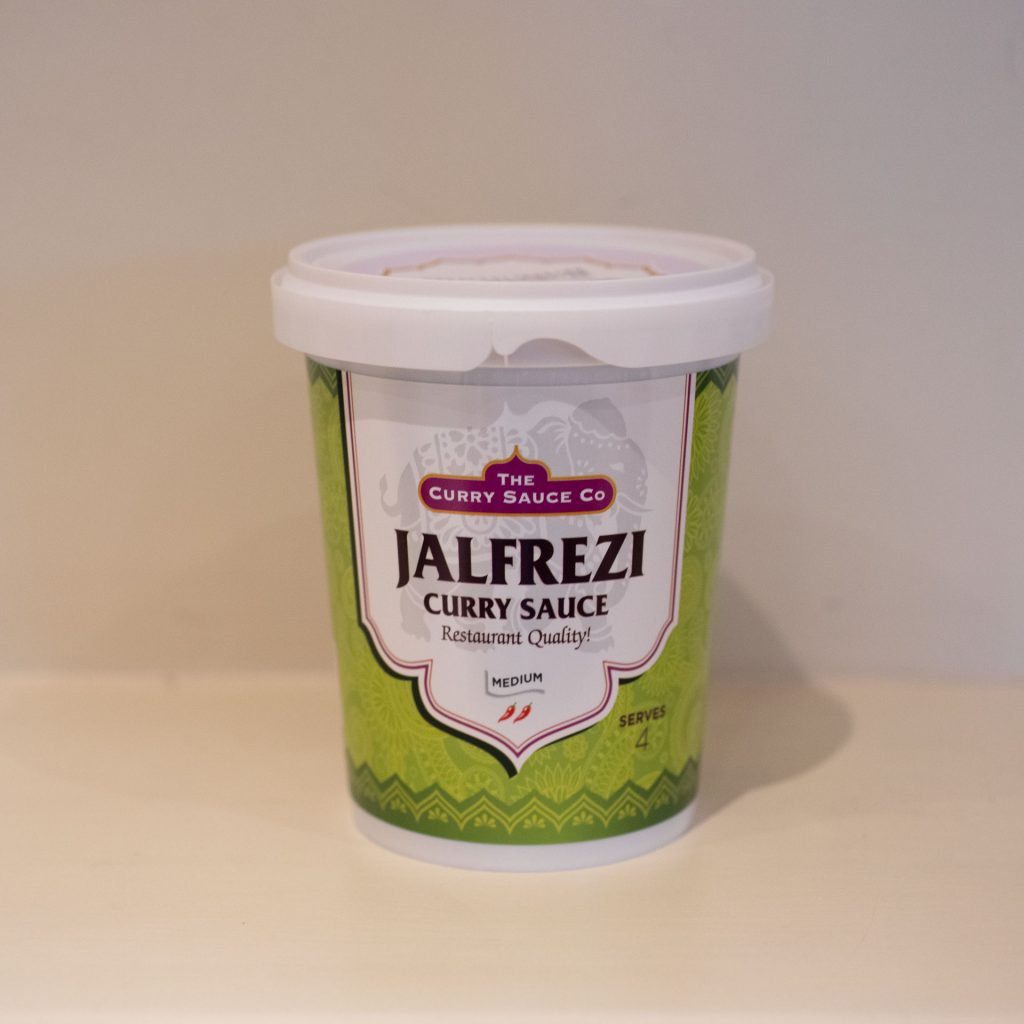 THE
CURRY SAUCE CO
JALFREZI
CURRY SAUCE
Restaurant Quality!
MEDIUM
SERVES
4